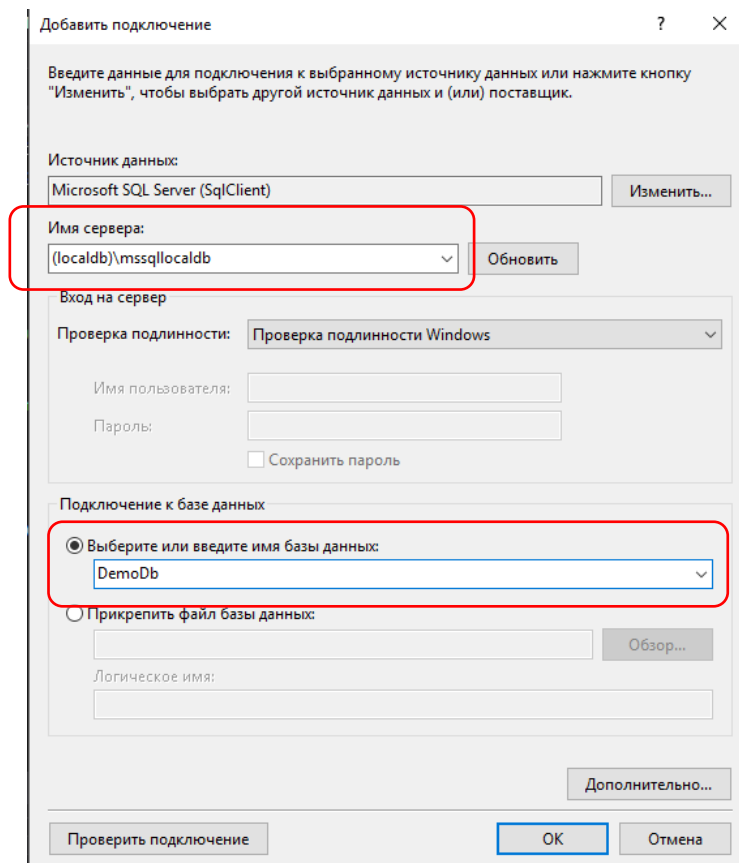 Добавить подключение
?
Введите данные для подключения к выбранному источнику данных или нажмите кнопку
"Изменить", чтобы выбрать другой источник данных и (или) поставщик.
Источник данных:
Microsoft SQL Server (SqlClient)
Изменить...
Имя сервера:
(localdb)\mssqllocaldb
Обновить
Вход на сервер
Проверка подлинности:
Проверка подлинности Windows
Имя пользователя:
Пароль:
Сохранить пароль
Подключение к базе данных
Выберите или введите имя базы данных:
DemoDb
Прикрепить файл базы данных:
Обзор...
Логическое имя:
Дополнительно...
Проверить подключение
ОК
Отмена